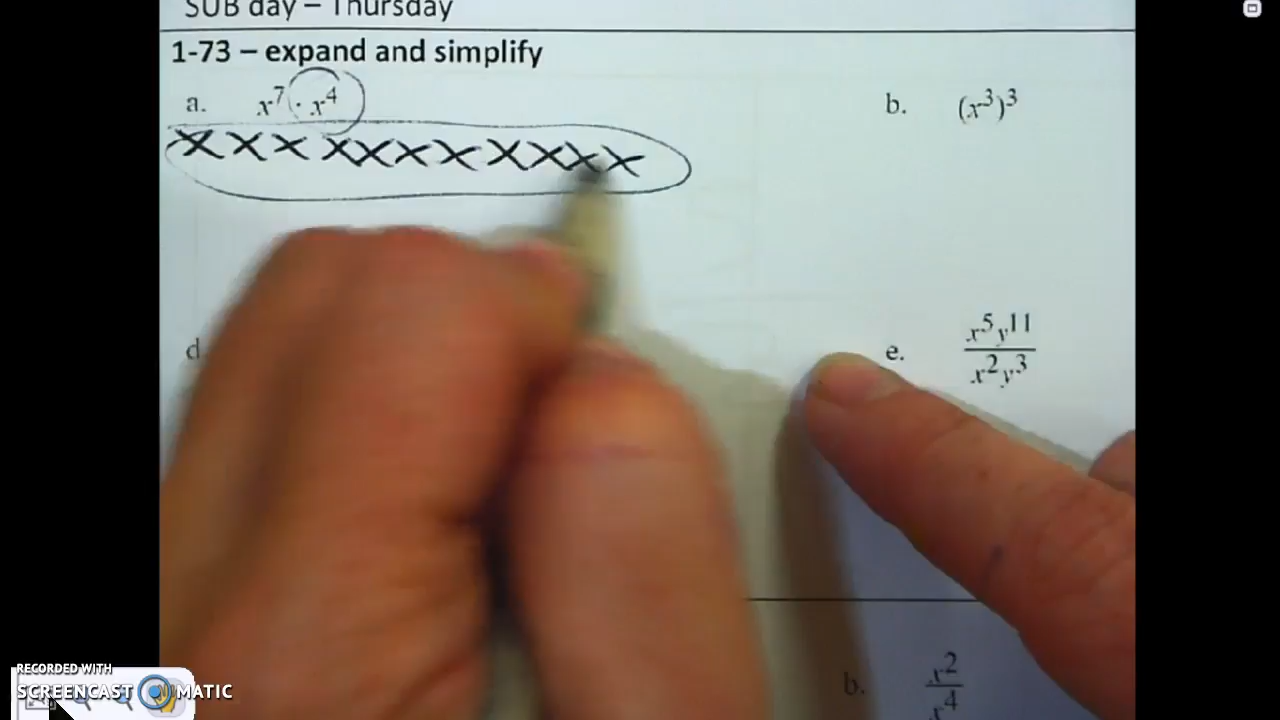 SUB day – Thursday
1-73 – expand and simplify
a. x⁷ · x⁴
b. (x³)³
X X X X X X X X X X X
d
e. x⁵y¹¹
x²y³
b. x²
x⁴
RECORDED WITH
SCREENCAST MATIC